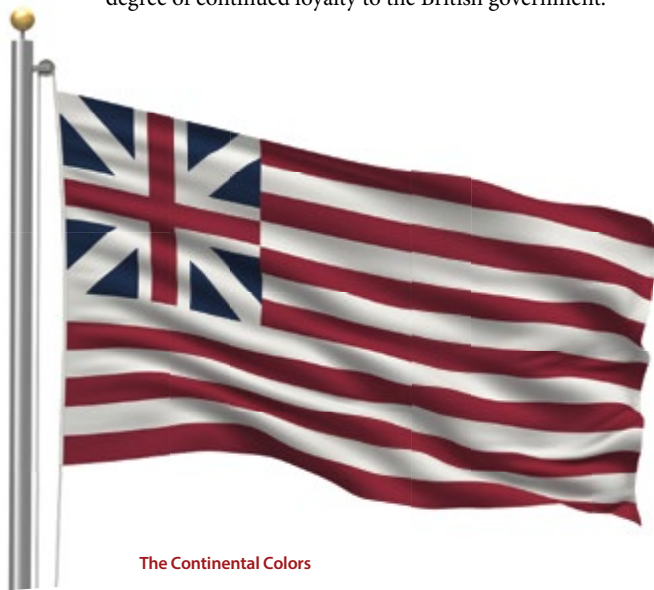 degree of continued loyalty to the British government.
The Continental Colors